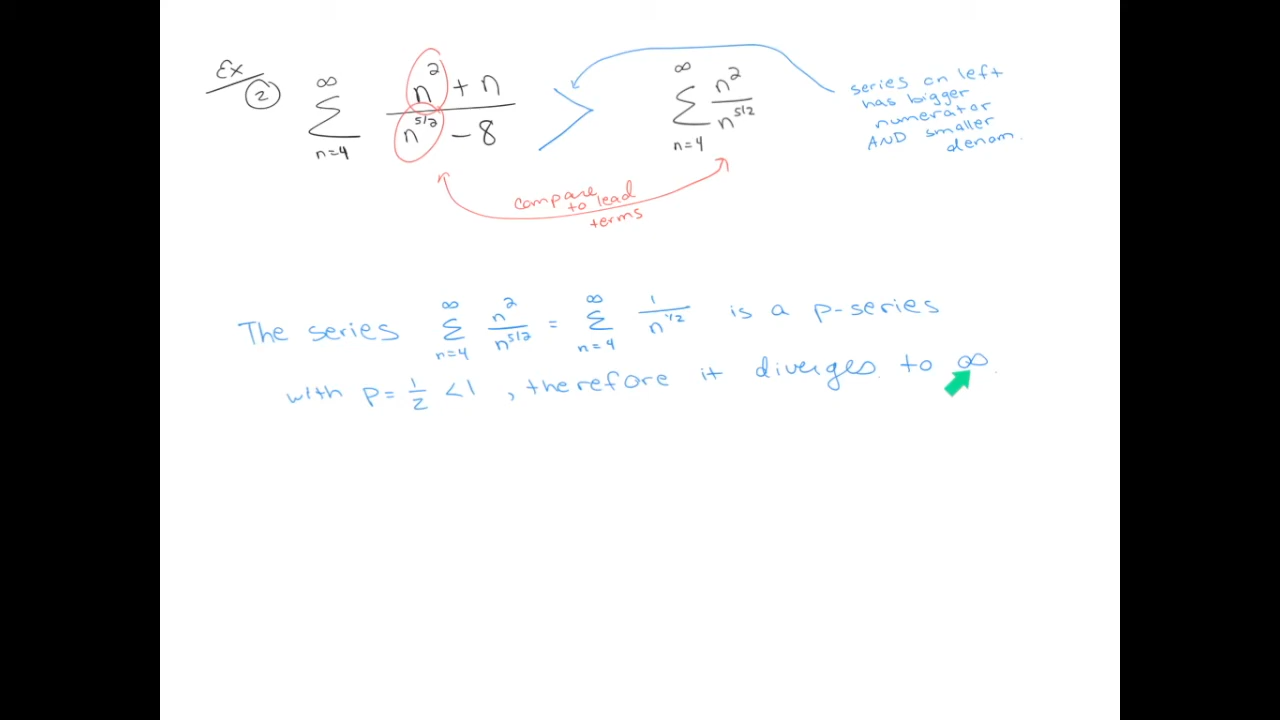 Ex 2 ∞ Σ n=4 n² + n / n^5/2 − 8 > ∞ Σ n=4 n² / n^5/2
series on left
has bigger
numerator
AND smaller
denom.
compare
to lead
terms
The series ∞ Σ n=4 n² / n^5/2 = ∞ Σ n=4 1 / n^1/2 is a p-series
with p = 1/2 < 1, therefore it diverges to ∞.